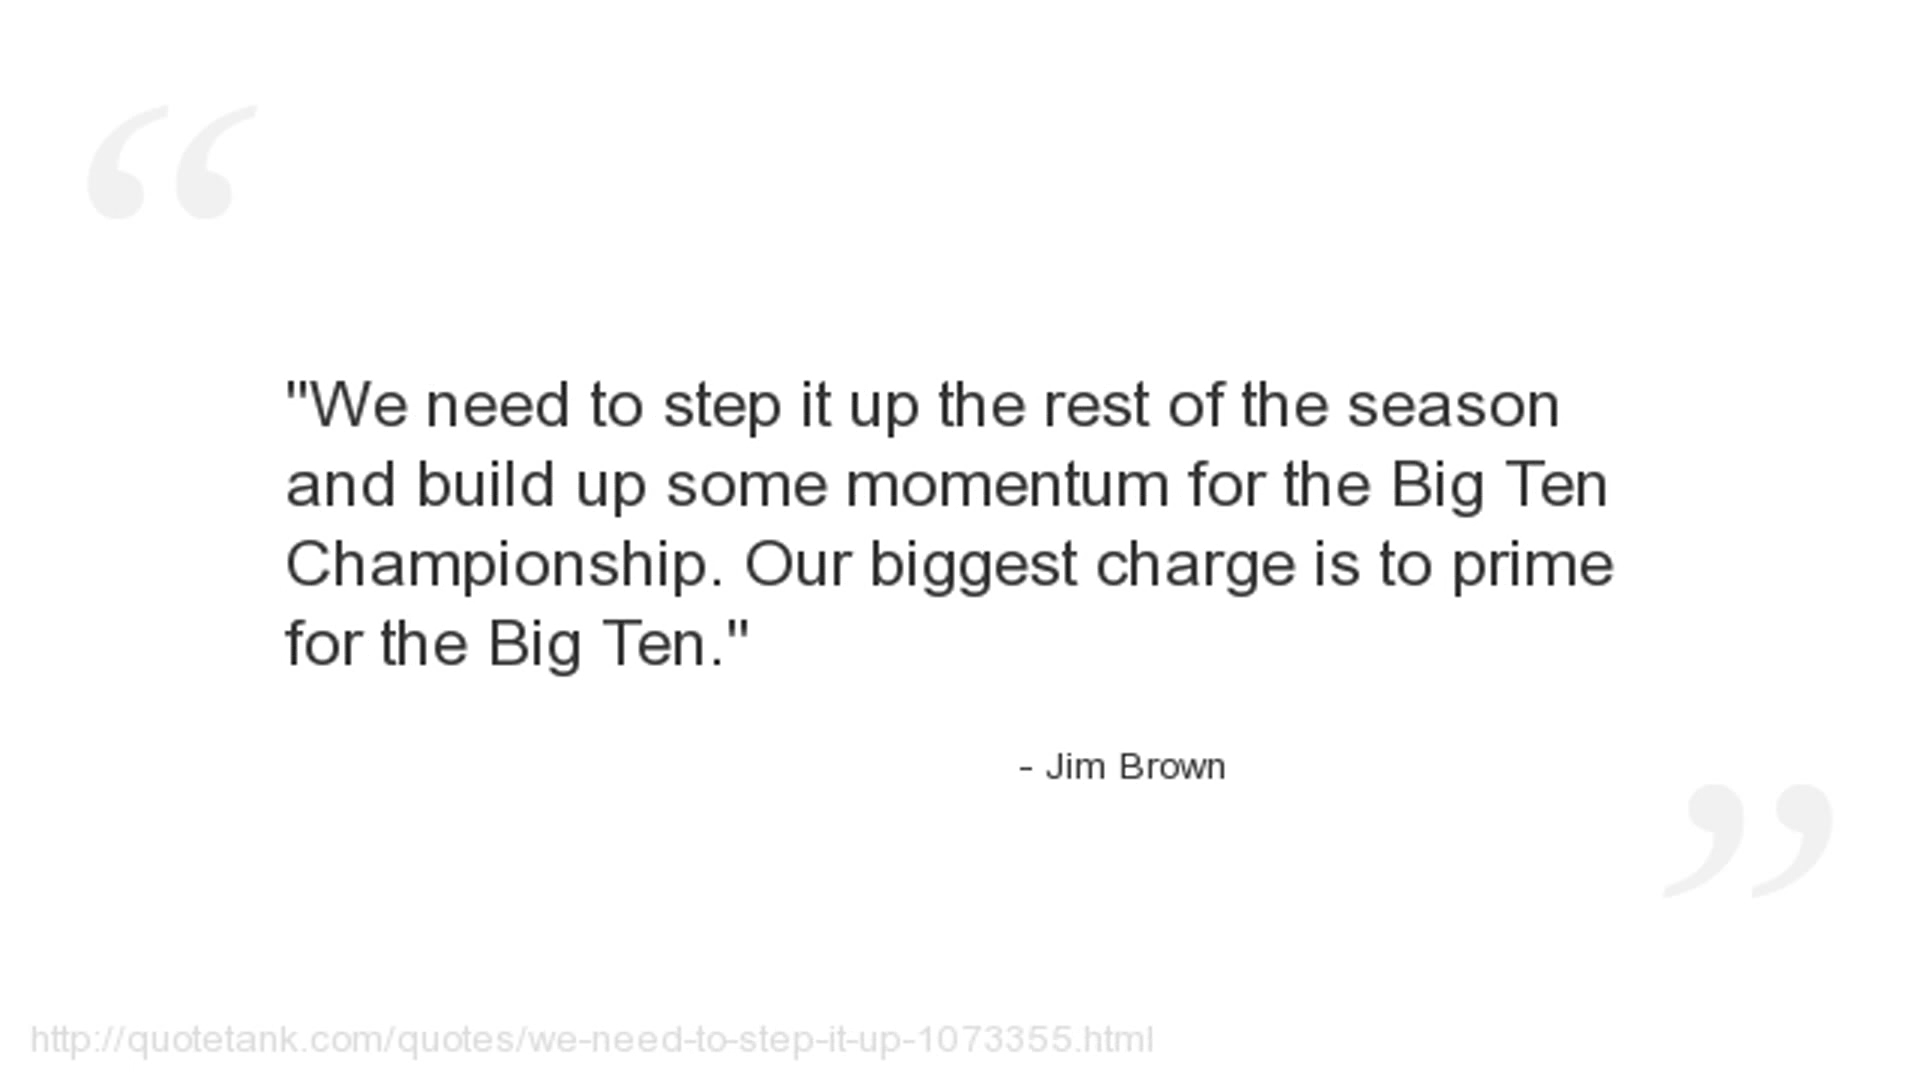 "We need to step it up the rest of the season
and build up some momentum for the Big Ten
Championship. Our biggest charge is to prime
for the Big Ten."
- Jim Brown
http://quotetank.com/quotes/we-need-to-step-it-up-1073355.html